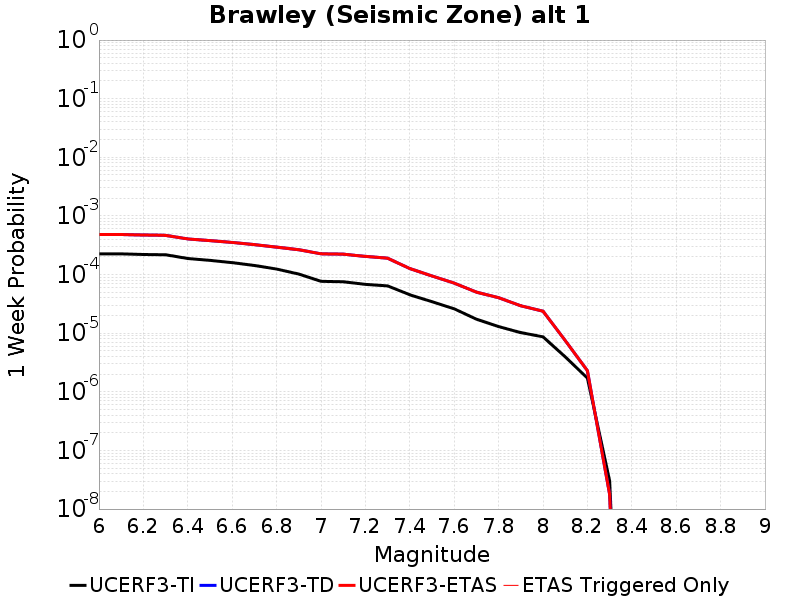 Brawley (Seismic Zone) alt 1
1 Week Probability
10^0
10^-1
10^-2
10^-3
10^-4
10^-5
10^-6
10^-7
10^-8
6 6.2 6.4 6.6 6.8 7 7.2 7.4 7.6 7.8 8 8.2 8.4 8.6 8.8 9
Magnitude
UCERF3-TI UCERF3-TD UCERF3-ETAS ETAS Triggered Only